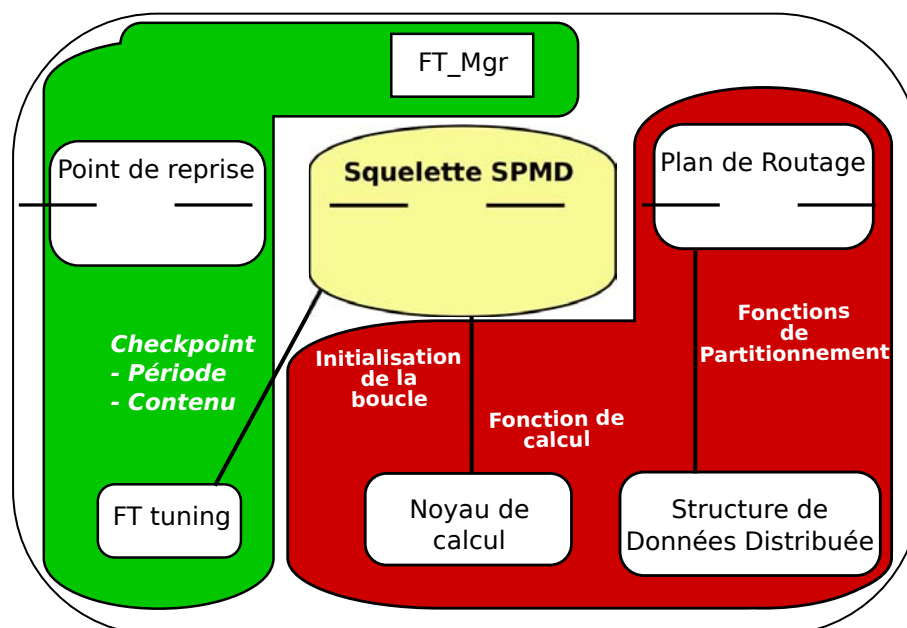 FT_Mgr
Point de reprise
Squelette SPMD
Plan de Routage
Checkpoint
- Période
- Contenu
Initialisation
de la
boucle
Fonction de
calcul
Fonctions
de
Partitionnement
FT tuning
Noyau de
calcul
Structure de
Données Distribuée